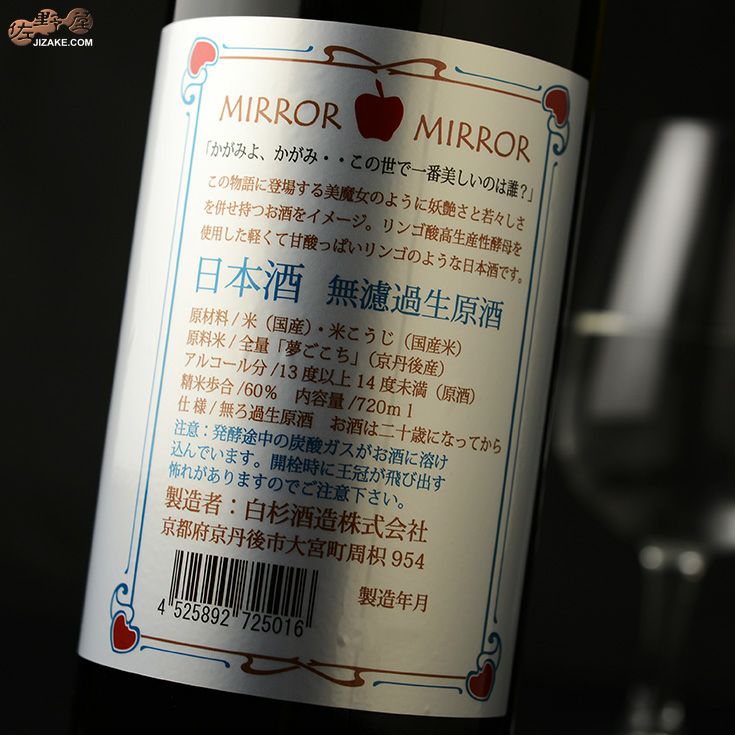 佐野屋
JIZAKE.COM
MIRROR MIRROR
「かがみよ、かがみ・・この世で一番美しいのは誰?」
この物語に登場する美魔女のように妖艶さと若々しさ
を併せ持つお酒をイメージ。リンゴ酸高生産性酵母を
使用した軽くて甘酸っぱいリンゴのような日本酒です。
日本酒 無濾過生原酒
原材料/米(国産)・米こうじ(国産米)
原料米/全量「夢ごこち」(京丹後産)
アルコール分/13度以上14度未満(原酒)
精米歩合/60% 内容量/720ml
仕様/無ろ過生原酒 お酒は二十歳になってから
注意:発酵途中の炭酸ガスがお酒に溶け
込んでいます。開栓時に王冠が飛び出す
怖れがありますのでご注意下さい。
製造者:白杉酒造株式会社
京都府京丹後市大宮町周枳954
4 525892 725016
製造年月